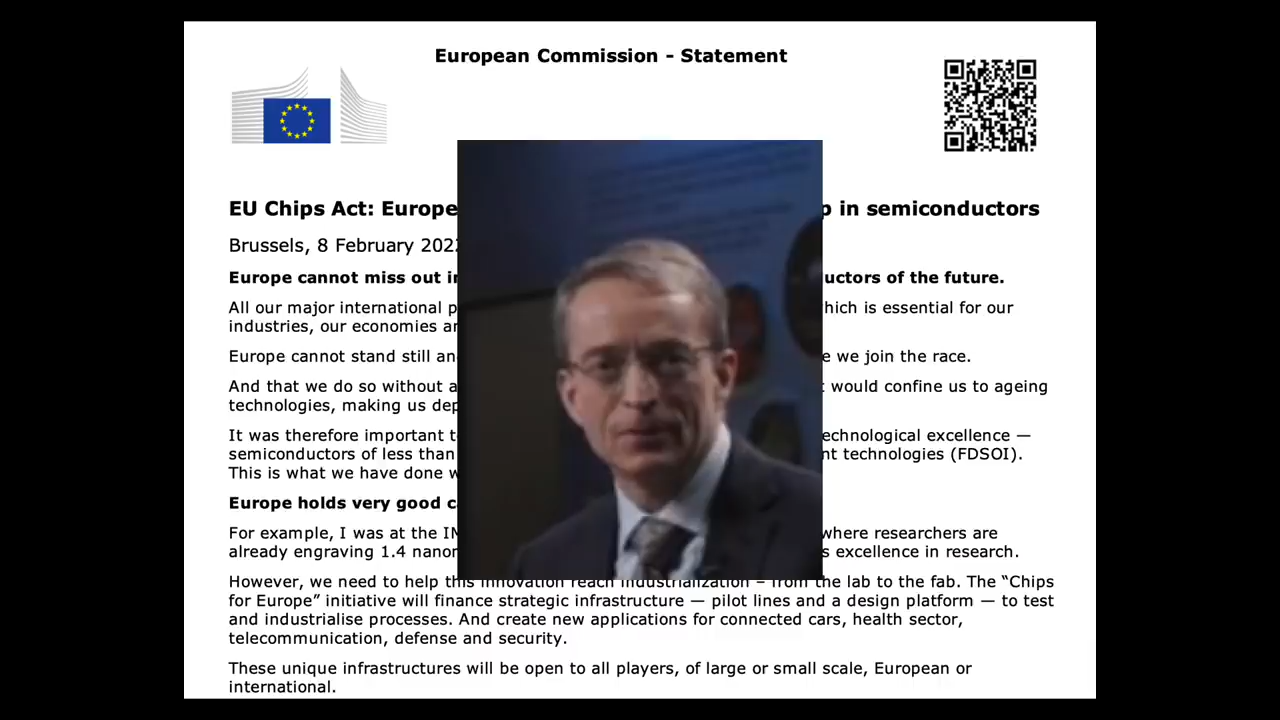 European Commission - Statement
EU Chips Act: Europe p in semiconductors
Brussels, 8 February 2022
Europe cannot miss out in uctors of the future.
All our major international p which is essential for our
industries, our economies an
Europe cannot stand still and e we join the race.
And that we do so without a t would confine us to ageing
technologies, making us dep
It was therefore important to technological excellence —
semiconductors of less than nt technologies (FDSOI).
This is what we have done w
Europe holds very good c
For example, I was at the IM where researchers are
already engraving 1.4 nanor s excellence in research.
However, we need to help this innovation reach industrialization – from the lab to the fab. The “Chips
for Europe” initiative will finance strategic infrastructure — pilot lines and a design platform — to test
and industrialise processes. And create new applications for connected cars, health sector,
telecommunication, defense and security.
These unique infrastructures will be open to all players, of large or small scale, European or
international.